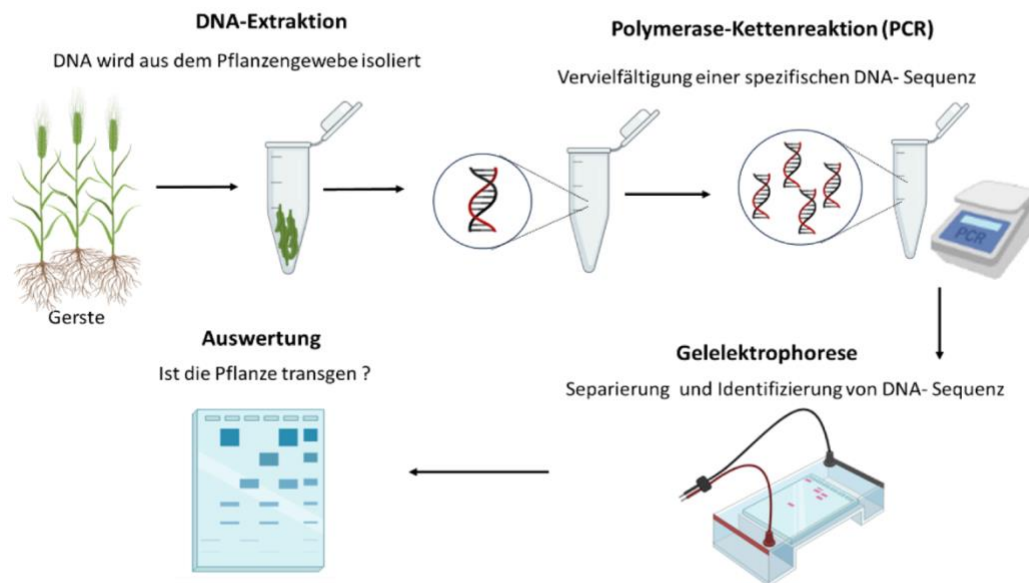 DNA-Extraktion
DNA wird aus dem Pflanzengewebe isoliert
Polymerase-Kettenreaktion (PCR)
Vervielfältigung einer spezifischen DNA- Sequenz
Gerste
PCR
Gelelektrophorese
Separierung und Identifizierung von DNA- Sequenz
Auswertung
Ist die Pflanze transgen ?